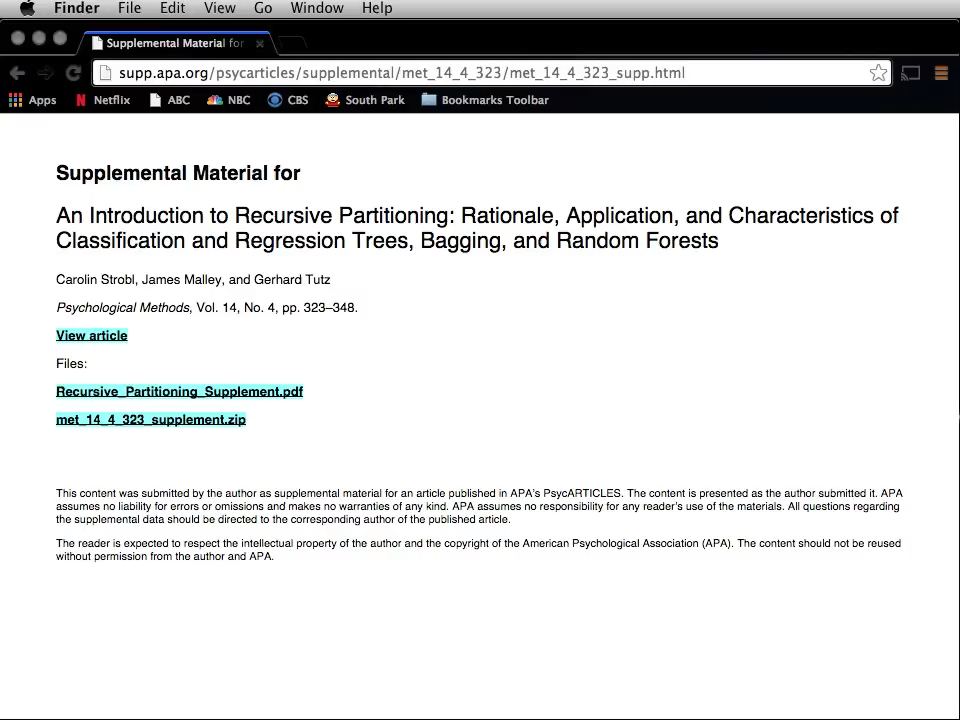 Finder File Edit View Go Window Help
Supplemental Material for
supp.apa.org/psycarticles/supplemental/met_14_4_323/met_14_4_323_supp.html
Apps Netflix ABC NBC CBS South Park Bookmarks Toolbar
Supplemental Material for
An Introduction to Recursive Partitioning: Rationale, Application, and Characteristics of
Classification and Regression Trees, Bagging, and Random Forests
Carolin Strobl, James Malley, and Gerhard Tutz
Psychological Methods, Vol. 14, No. 4, pp. 323–348.
View article
Files:
Recursive_Partitioning_Supplement.pdf
met_14_4_323_supplement.zip
This content was submitted by the author as supplemental material for an article published in APA's PsycARTICLES. The content is presented as the author submitted it. APA
assumes no liability for errors or omissions and makes no warranties of any kind. APA assumes no responsibility for any reader's use of the materials. All questions regarding
the supplemental data should be directed to the corresponding author of the published article.
The reader is expected to respect the intellectual property of the author and the copyright of the American Psychological Association (APA). The content should not be reused
without permission from the author and APA.